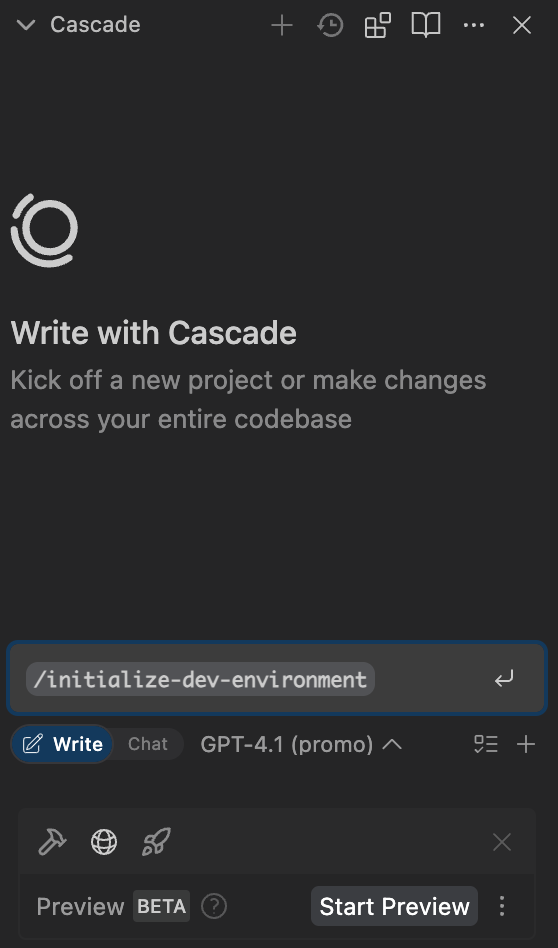 Cascade
Write with Cascade
Kick off a new project or make changes
across your entire codebase
/initialize-dev-environment
Write Chat GPT-4.1 (promo)
Preview BETA ? Start Preview